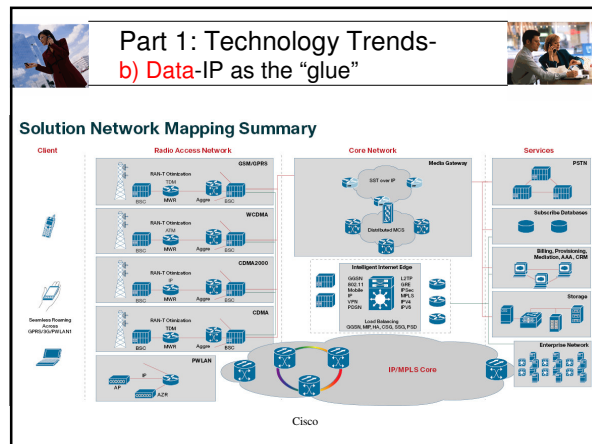 Part 1: Technology Trends-
b) Data-IP as the “glue”
Solution Network Mapping Summary
Client
Radio Access Network
Core Network
Services
GSM/GPRS
RAN-T Otimization
TDM
BSC
MWR
Aggre
BSC
WCDMA
RAN-T Otimization
ATM
BSC
MWR
Aggre
BSC
CDMA2000
RAN-T Otimization
IP
BSC
MWR
Aggre
BSC
CDMA
RAN-T Otimization
TDM
BSC
MWR
Aggre
BSC
PWLAN
IP
AP
AZR
Seamless Roaming
Across
GPRS/3G/PWLAN1
Media Gateway
SST over IP
Distributed MCS
Intelligent Internet Edge
GGSN
802.11
Mobile
IP
VPN
PDSN
L2TP
GRE
IPSec
MPLS
IPV4
IPV6
Load Balancing
GGSN, MIP, HA, CSG, SSG, PSD
IP/MPLS Core
PSTN
Subscribe Databases
Billing, Provisioning,
Mediation, AAA, CRM
Storage
Enterprise Network
Cisco